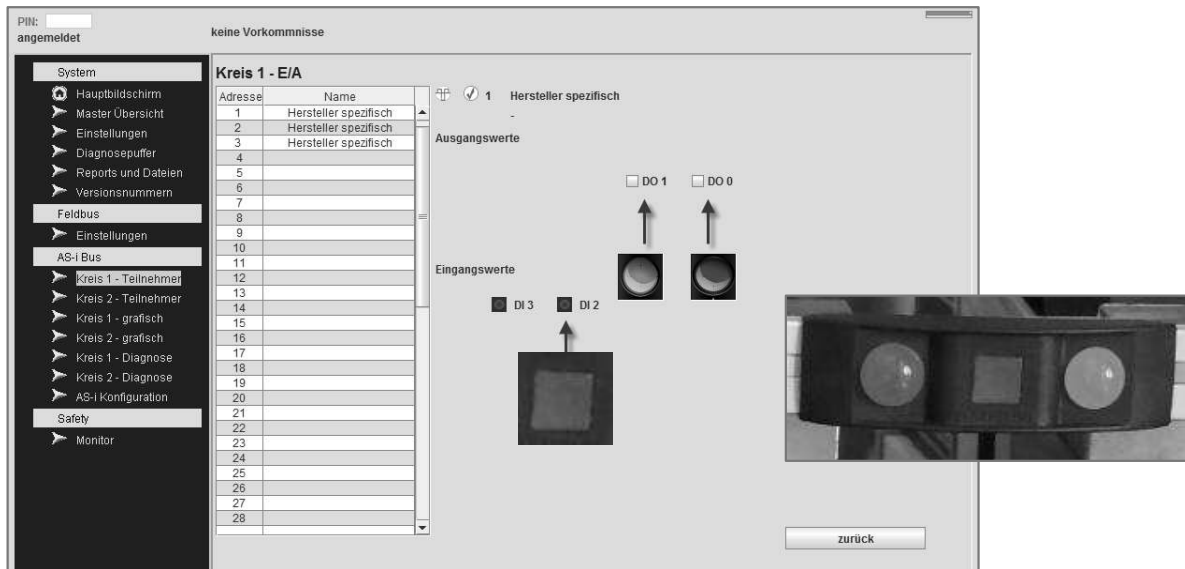 PIN:
angemeldet
keine Vorkommnisse
System
Hauptbildschirm
Master Übersicht
Einstellungen
Diagnosepuffer
Reports und Dateien
Versionsnummern
Feldbus
Einstellungen
AS-i Bus
Kreis 1 - Teilnehmer
Kreis 2 - Teilnehmer
Kreis 1 - grafisch
Kreis 2 - grafisch
Kreis 1 - Diagnose
Kreis 2 - Diagnose
AS-i Konfiguration
Safety
Monitor
Kreis 1 - E/A
Adresse Name
1 Hersteller spezifisch
2 Hersteller spezifisch
3 Hersteller spezifisch
4
5
6
7
8
9
10
11
12
13
14
15
16
17
18
19
20
21
22
23
24
25
26
27
28
1 Hersteller spezifisch
-
Ausgangswerte
DO 1 DO 0
Eingangswerte
DI 3 DI 2
zurück